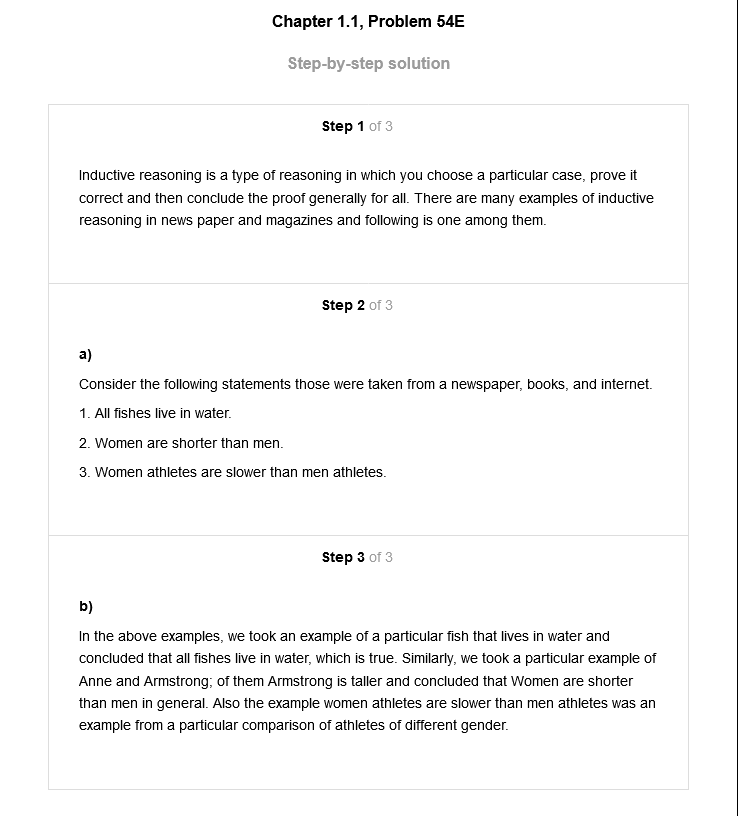 Chapter 1.1, Problem 54E
Step-by-step solution
Step 1 of 3
Inductive reasoning is a type of reasoning in which you choose a particular case, prove it
correct and then conclude the proof generally for all. There are many examples of inductive
reasoning in news paper and magazines and following is one among them.
Step 2 of 3
a)
Consider the following statements those were taken from a newspaper, books, and internet.
1. All fishes live in water.
2. Women are shorter than men.
3. Women athletes are slower than men athletes.
Step 3 of 3
b)
In the above examples, we took an example of a particular fish that lives in water and
concluded that all fishes live in water, which is true. Similarly, we took a particular example of
Anne and Armstrong; of them Armstrong is taller and concluded that Women are shorter
than men in general. Also the example women athletes are slower than men athletes was an
example from a particular comparison of athletes of different gender.